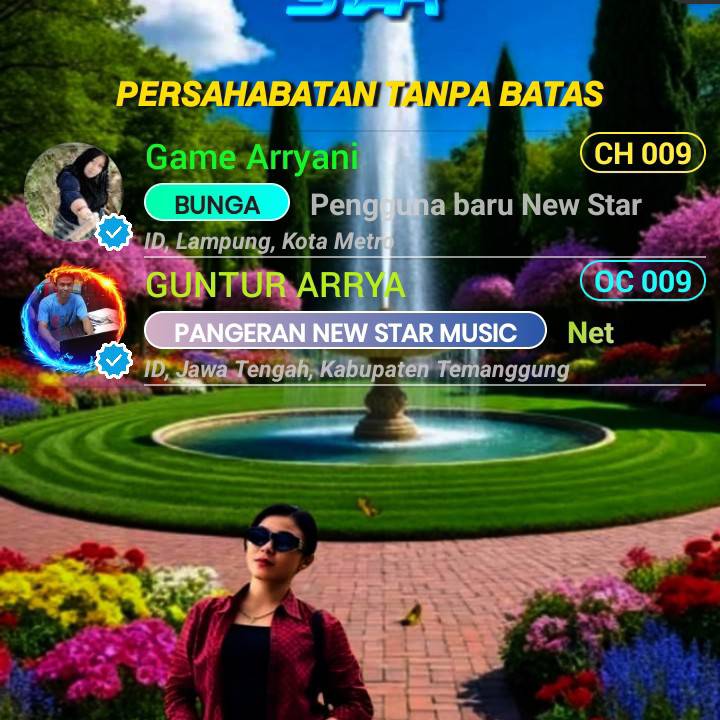 STAR
PERSAHABATAN TANPA BATAS
Game Arryani
CH 009
BUNGA
Pengguna baru New Star
ID, Lampung, Kota Metro
GUNTUR ARRYA
OC 009
PANGERAN NEW STAR MUSIC
Net
ID, Jawa Tengah, Kabupaten Temanggung